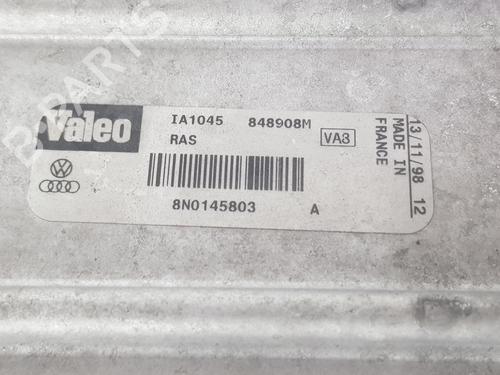 Valeo
IA1045 848908M
RAS
VA3
8N0145803 A
MADE IN
FRANCE
13/11/98 12
B-PARTS